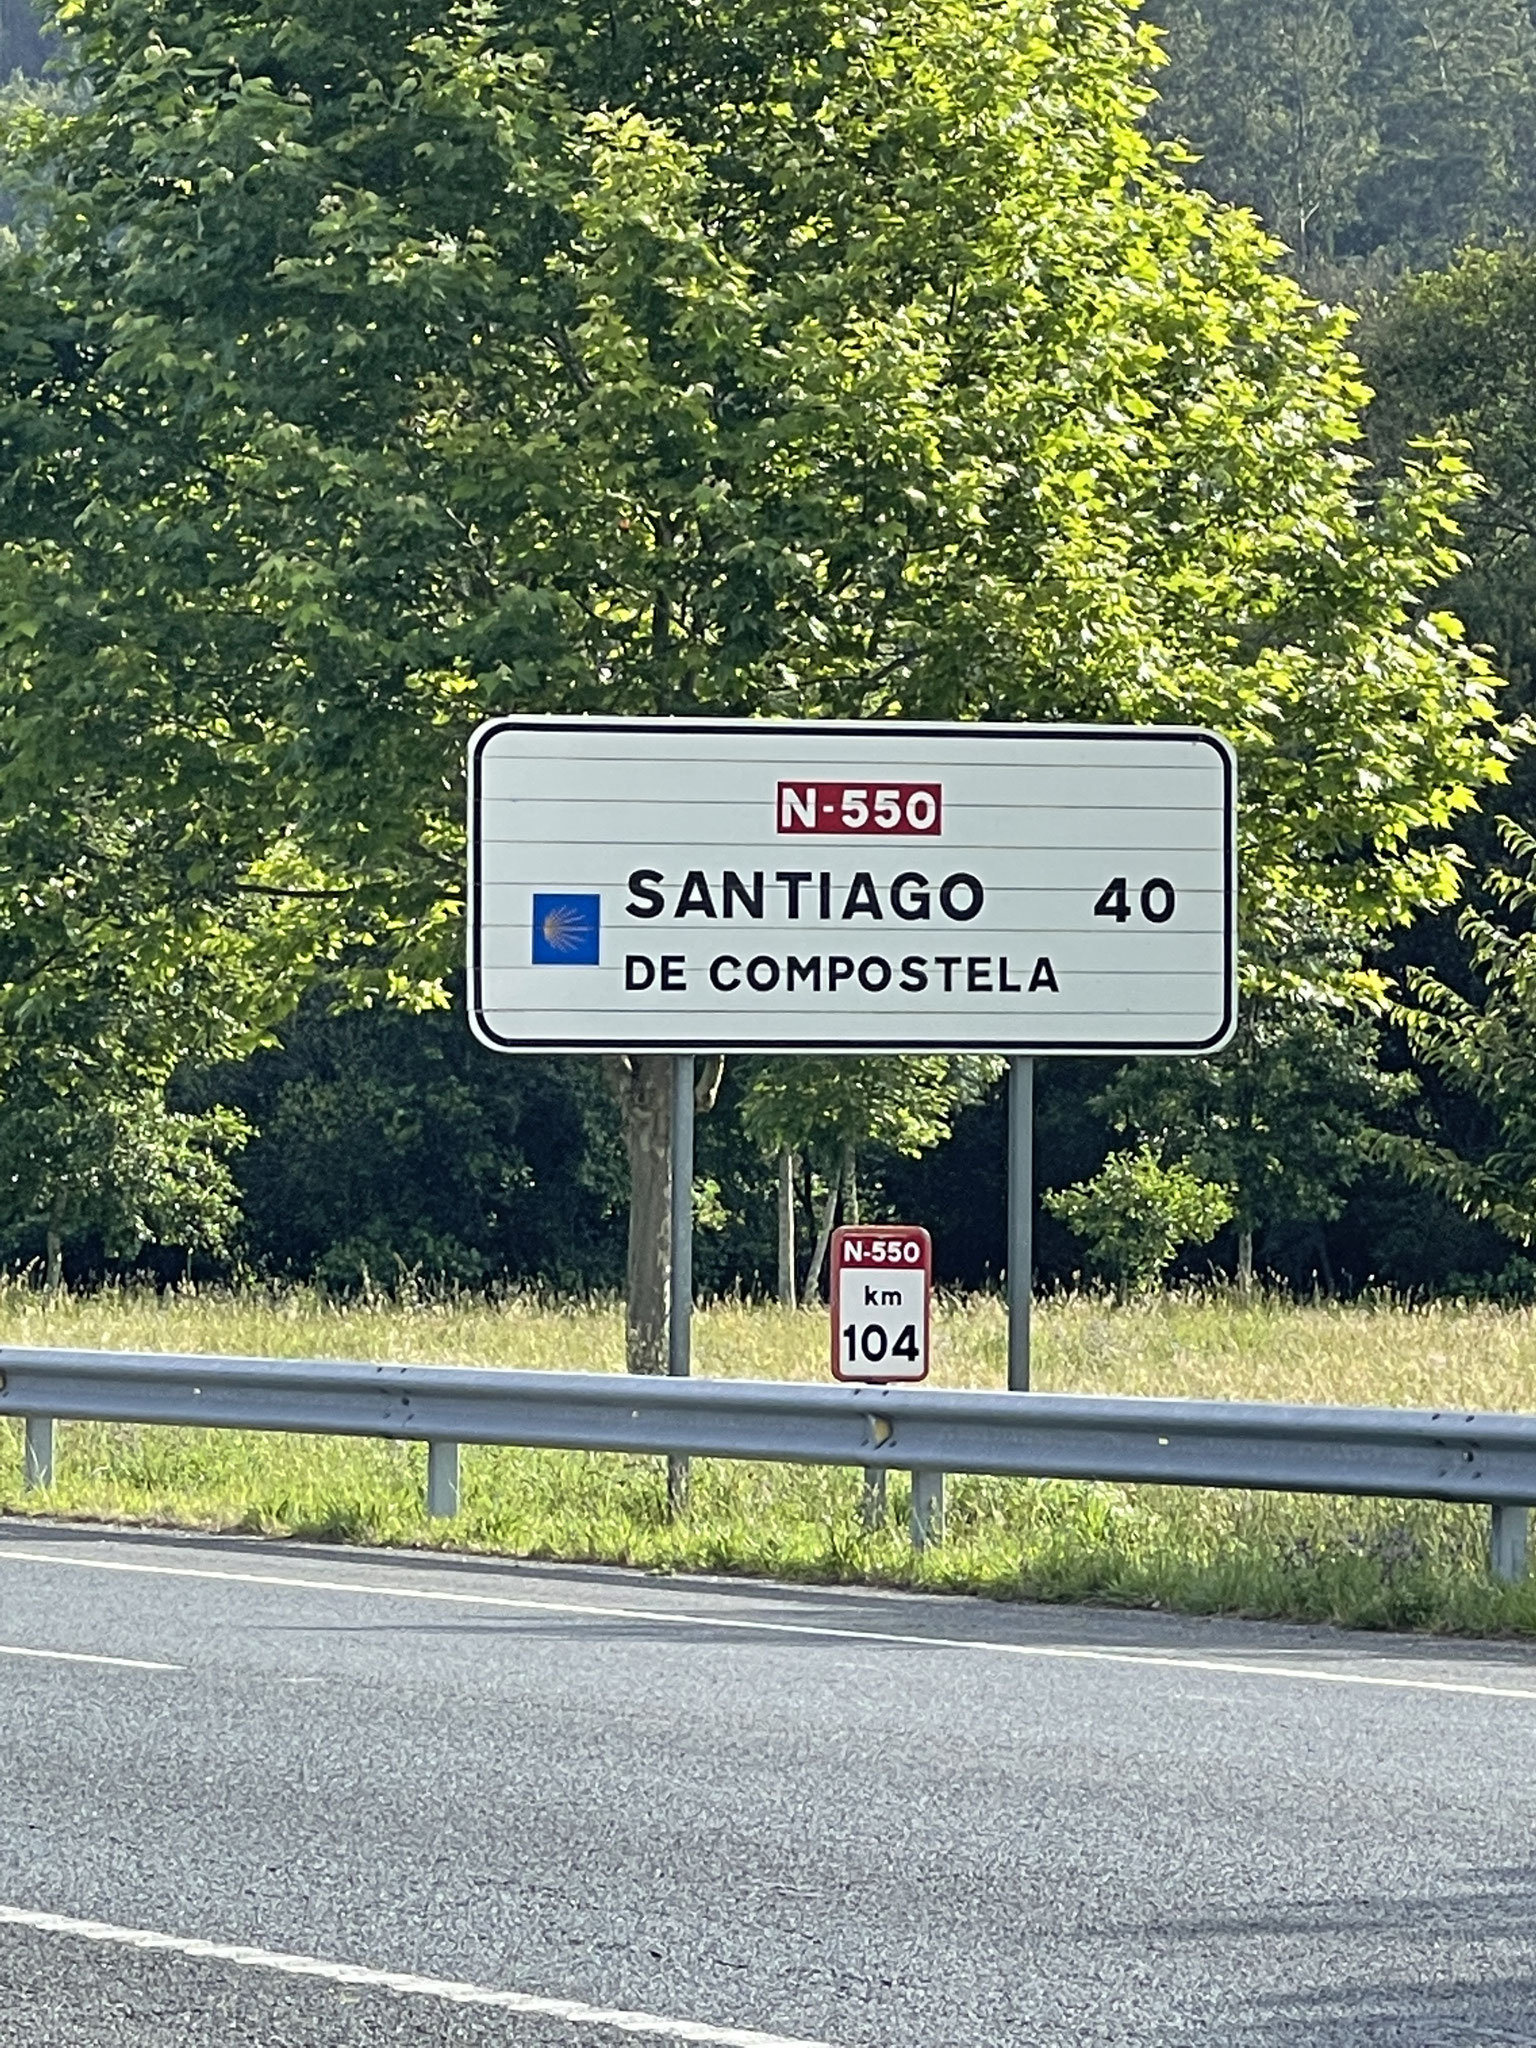 N-550
SANTIAGO 40
DE COMPOSTELA
N-550
km
104